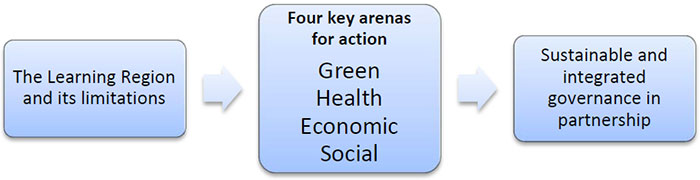 The Learning Region
and its limitations
Four key arenas
for action
Green
Health
Economic
Social
Sustainable and
integrated
governance in
partnership